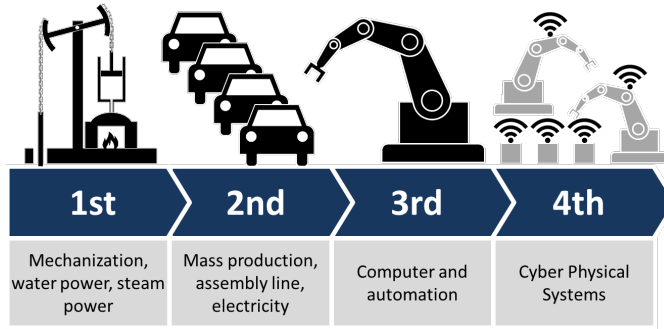 1st
2nd
3rd
4th
Mechanization,
water power, steam
power
Mass production,
assembly line,
electricity
Computer and
automation
Cyber Physical
Systems